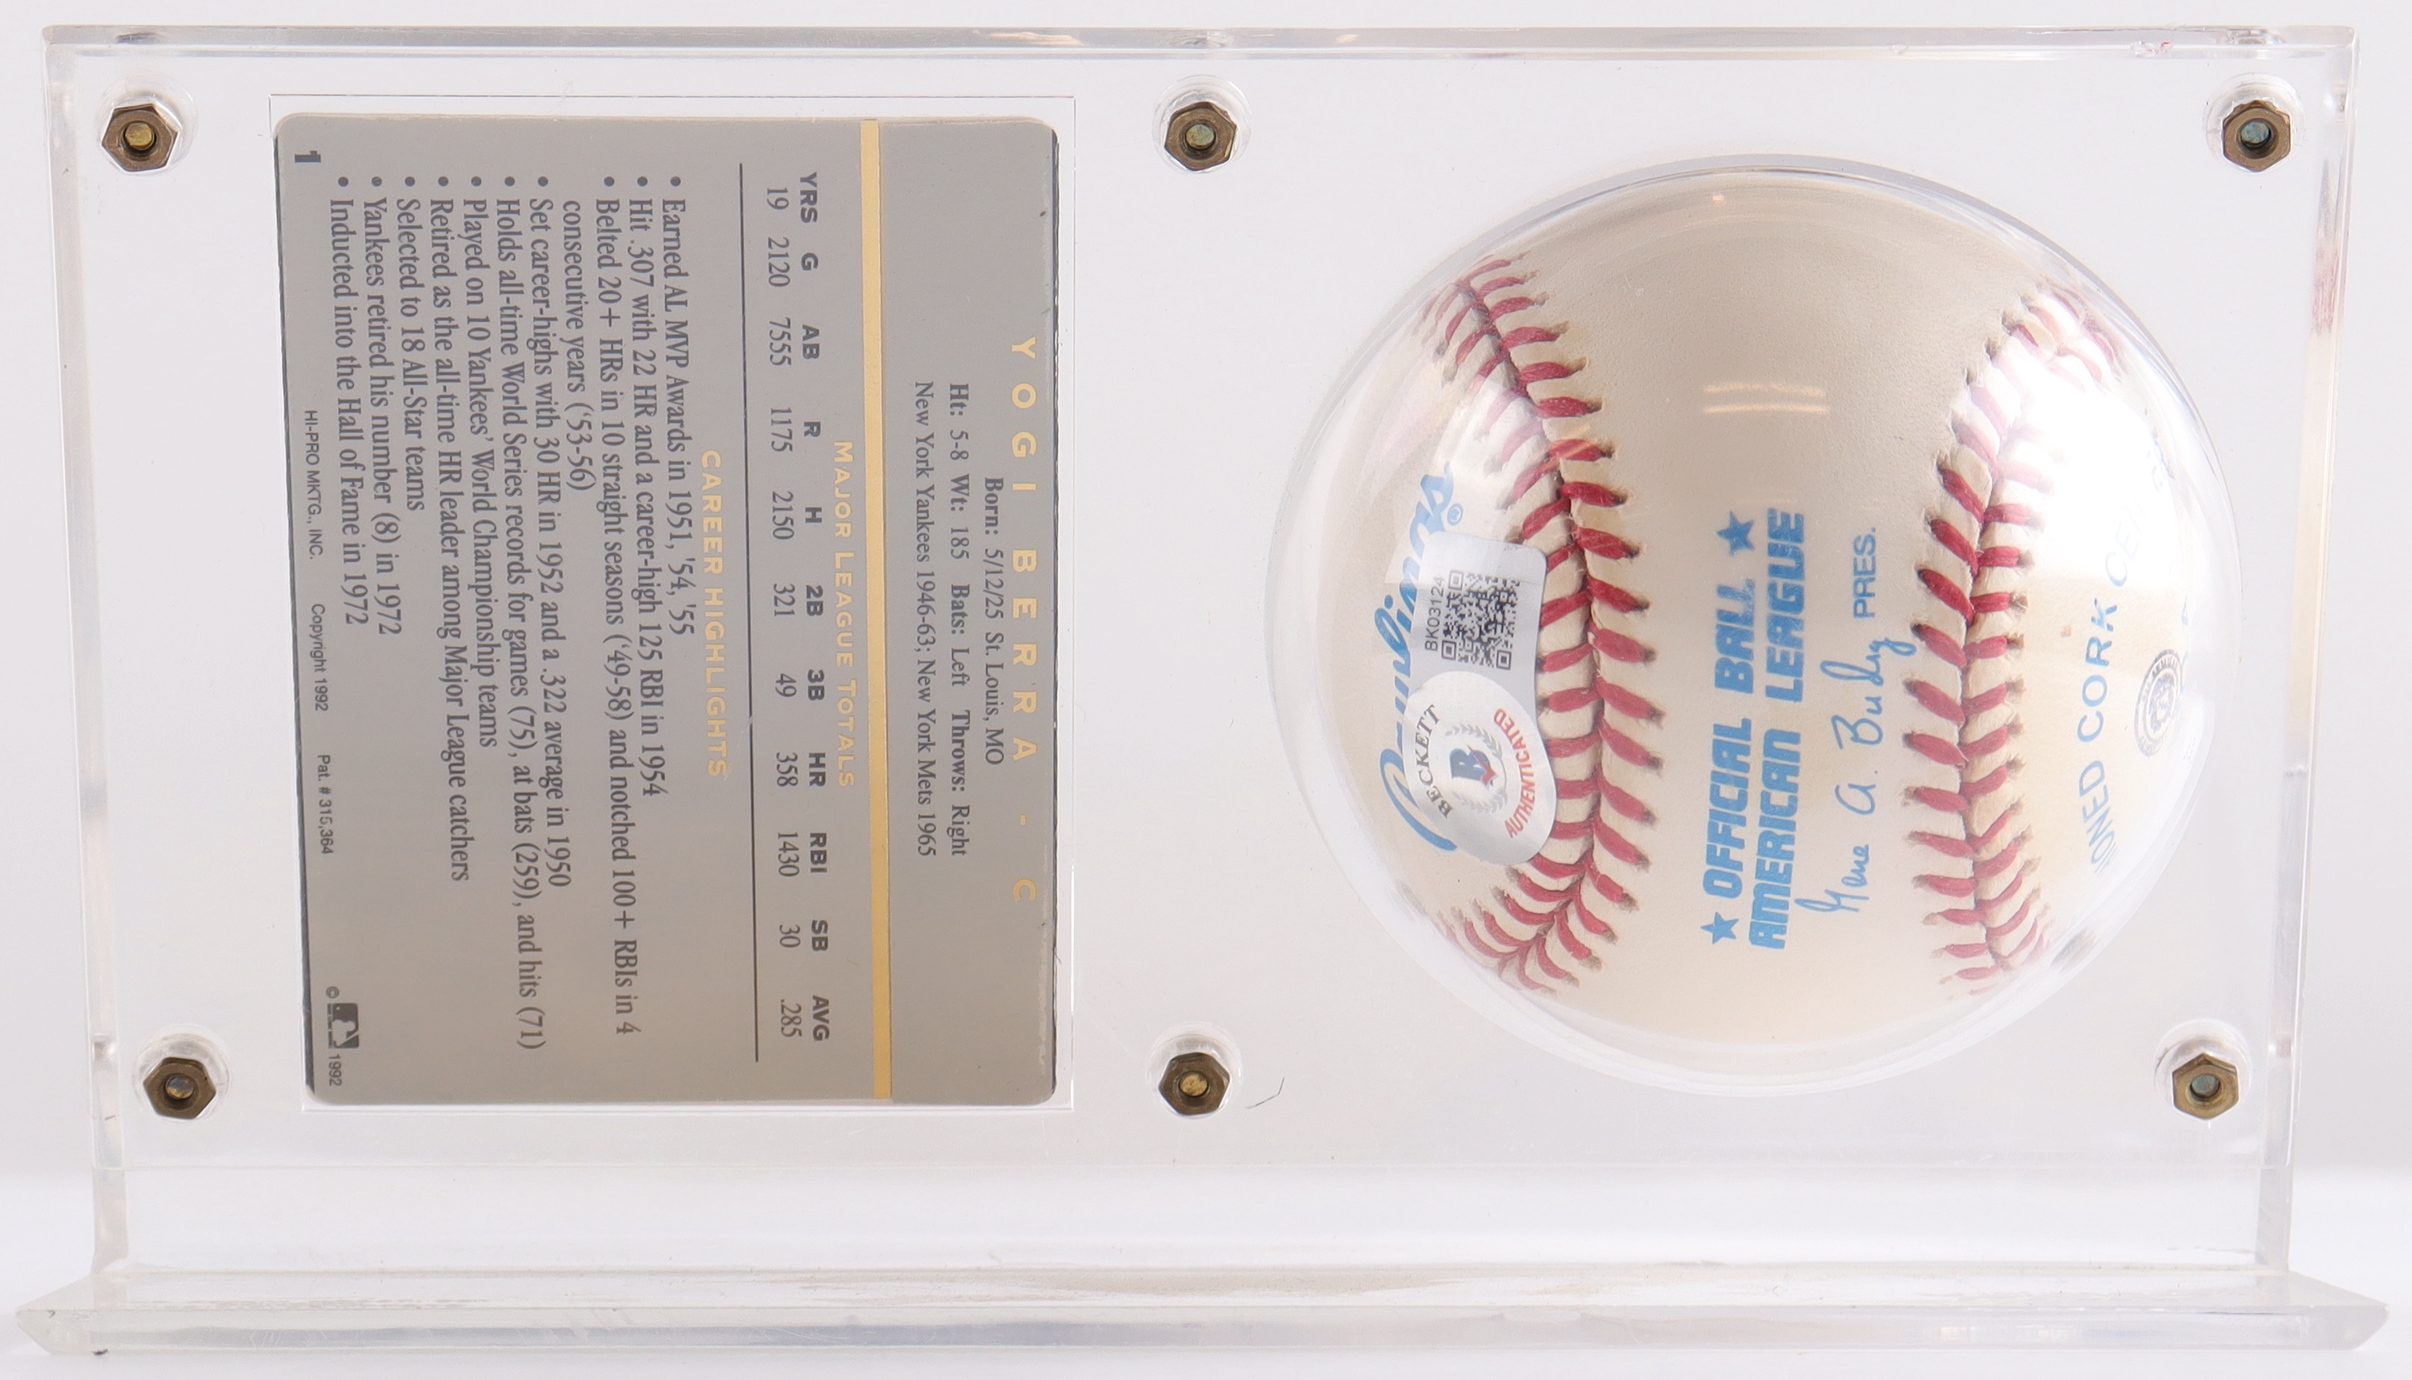 YOGI BERRA - C
Born: 5/12/25 St. Louis, MO
Ht: 5-8 Wt: 185 Bats: Left Throws: Right
New York Yankees 1946-63; New York Mets 1965
MAJOR LEAGUE TOTALS
YRS G AB R H 2B 3B HR RBI SB AVG
19 2120 7555 1175 2150 321 49 358 1430 30 .285
CAREER HIGHLIGHTS
• Earned AL MVP Awards in 1951, '54, '55
• Hit .307 with 22 HR and a career-high 125 RBI in 1954
• Belted 20+ HRs in 10 straight seasons ('49-58) and notched 100+ RBIs in 4
consecutive years ('53-56)
• Set career-highs with 30 HR in 1952 and a .322 average in 1950
• Holds all-time World Series records for games (75), at bats (259), and hits (71)
• Played on 10 Yankees' World Championship teams
• Retired as the all-time HR leader among Major League catchers
• Selected to 18 All-Star teams
• Yankees retired his number (8) in 1972
• Inducted into the Hall of Fame in 1972
1 HI-PRO MKTG., INC. Copyright 1992 Pat. # 315,364 © 1992
Rawlings®
BK03124
BECKETT
B
AUTHENTICATED
★ OFFICIAL BALL ★
AMERICAN LEAGUE
Gene A. Budig PRES.
IONED CORK CEN